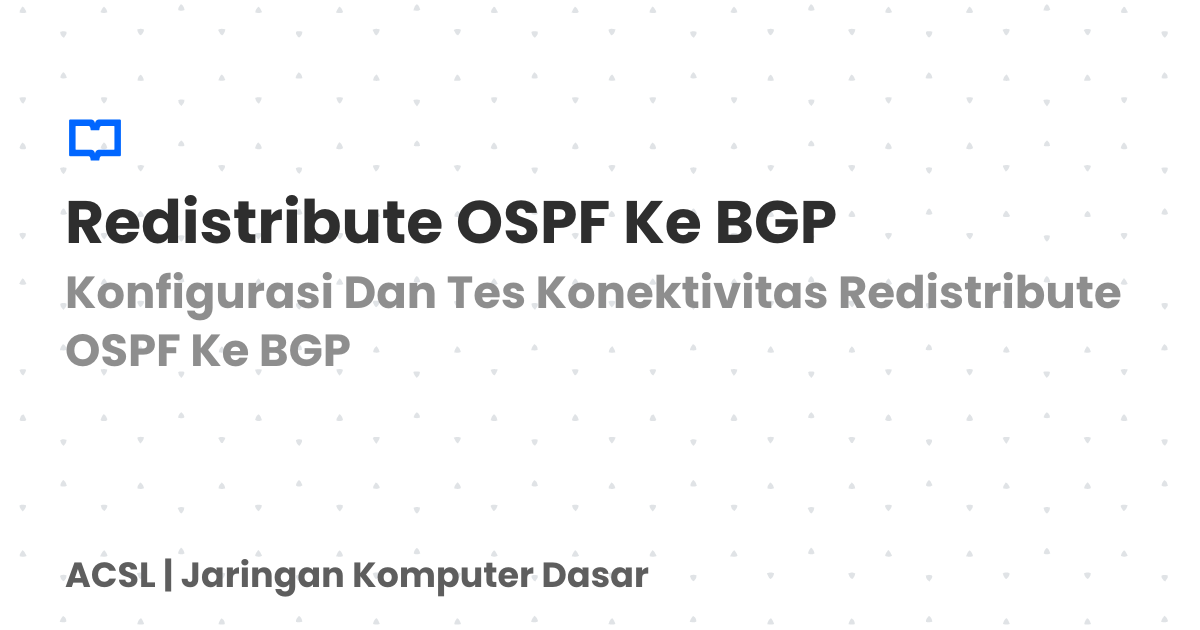 Redistribute OSPF Ke BGP
Konfigurasi Dan Tes Konektivitas Redistribute
OSPF Ke BGP
ACSL | Jaringan Komputer Dasar